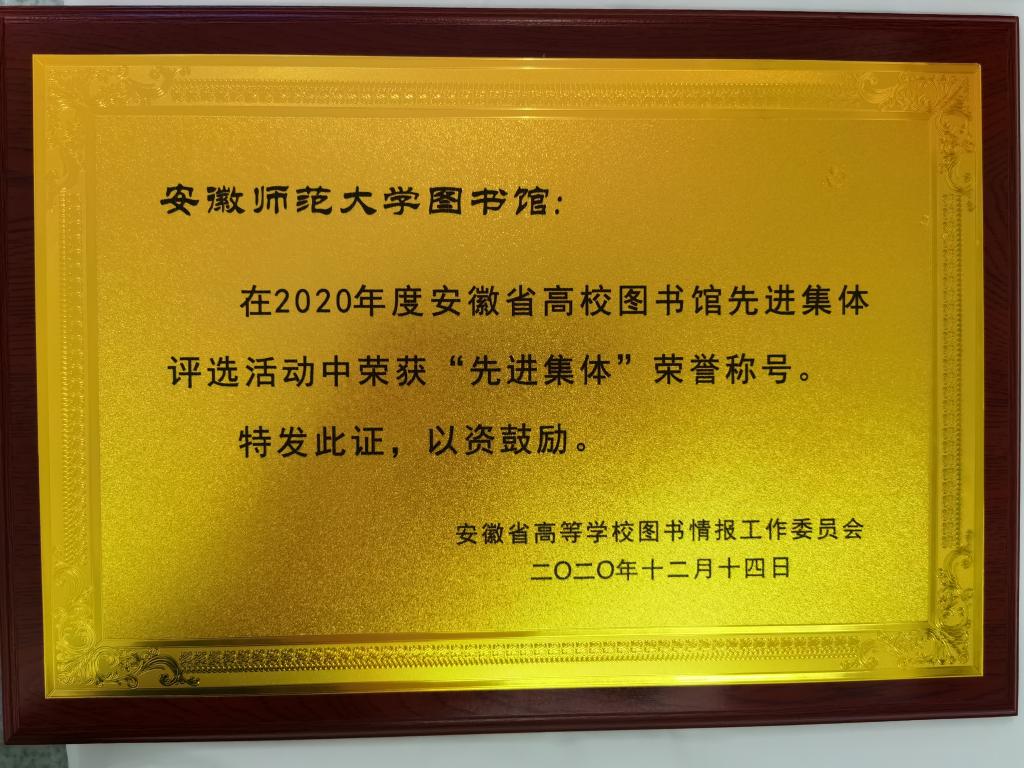 安徽师范大学图书馆:
在2020年度安徽省高校图书馆先进集体
评选活动中荣获“先进集体”荣誉称号。
特发此证，以资鼓励。
安徽省高等学校图书情报工作委员会
二〇二〇年十二月十四日